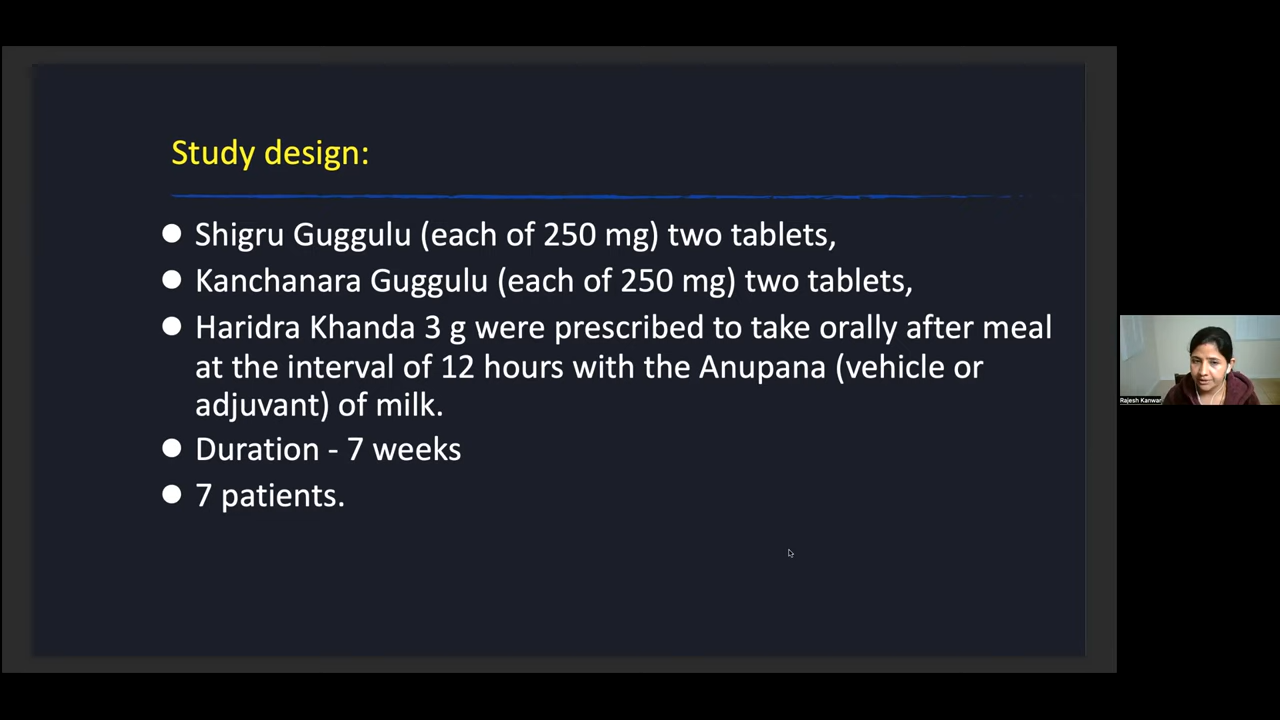 Study design:
● Shigru Guggulu (each of 250 mg) two tablets,
● Kanchanara Guggulu (each of 250 mg) two tablets,
● Haridra Khanda 3 g were prescribed to take orally after meal
at the interval of 12 hours with the Anupana (vehicle or
adjuvant) of milk.
● Duration - 7 weeks
● 7 patients.
Rajesh Kanwar